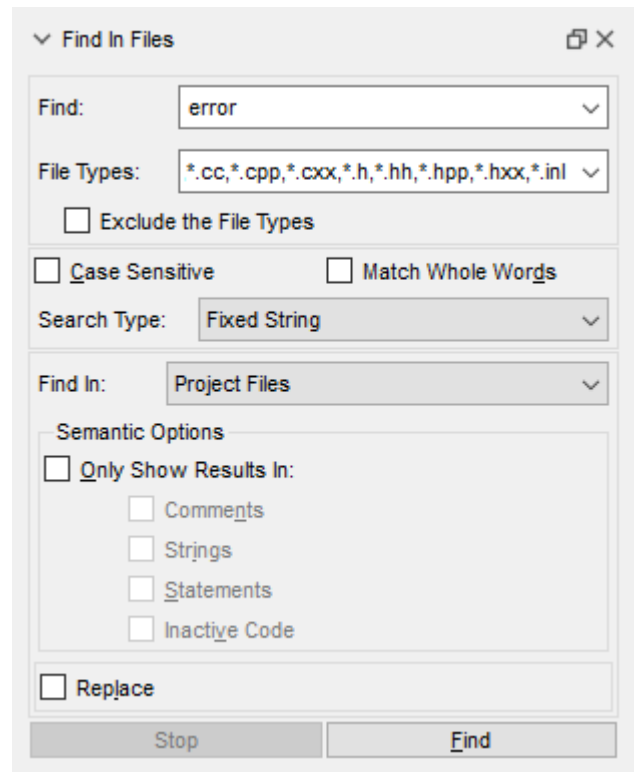 Find In Files
Find: error
File Types: *.cc,*.cpp,*.cxx,*.h,*.hh,*.hpp,*.hxx,*.inl
Exclude the File Types
Case Sensitive Match Whole Words
Search Type: Fixed String
Find In: Project Files
Semantic Options
Only Show Results In:
Comments
Strings
Statements
Inactive Code
Replace
Stop Find